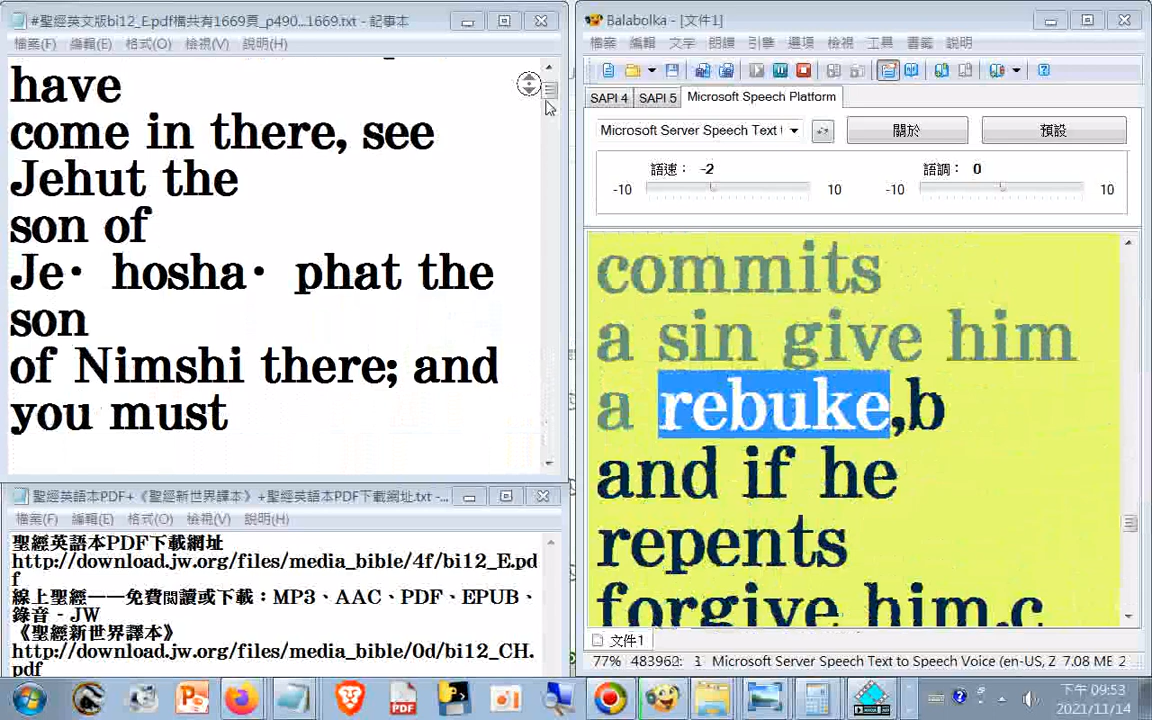 #聖經英文版bi12_E.pdf檔共有1669頁_p490...1669.txt - 記事本
檔案(F) 編輯(E) 格式(O) 檢視(V) 說明(H)
have
come in there, see
Jehut the
son of
Je· hosha· phat the
son
of Nimshi there; and
you must
聖經英語本PDF+《聖經新世界譯本》+聖經英語本PDF下載網址.txt -...
檔案(F) 編輯(E) 格式(O) 檢視(V) 說明(H)
聖經英語本PDF下載網址
http://download.jw.org/files/media_bible/4f/bi12_E.pd
f
線上聖經——免費閱讀或下載：MP3、AAC、PDF、EPUB、
錄音 - JW
《聖經新世界譯本》
http://download.jw.org/files/media_bible/0d/bi12_CH.
pdf
Balabolka - [文件1]
檔案 編輯 文字 朗讀 引擎 選項 檢視 工具 書籤 說明
SAPI 4 SAPI 5 Microsoft Speech Platform
Microsoft Server Speech Text 關於 預設
語速： -2 語調： 0
-10 10 -10 10
commits
a sin give him
a rebuke,b
and if he
repents
forgive him.c
文件1
77% 483962: 1 Microsoft Server Speech Text to Speech Voice (en-US, Z 7.08 ME 2
下午 09:53
2021/11/14